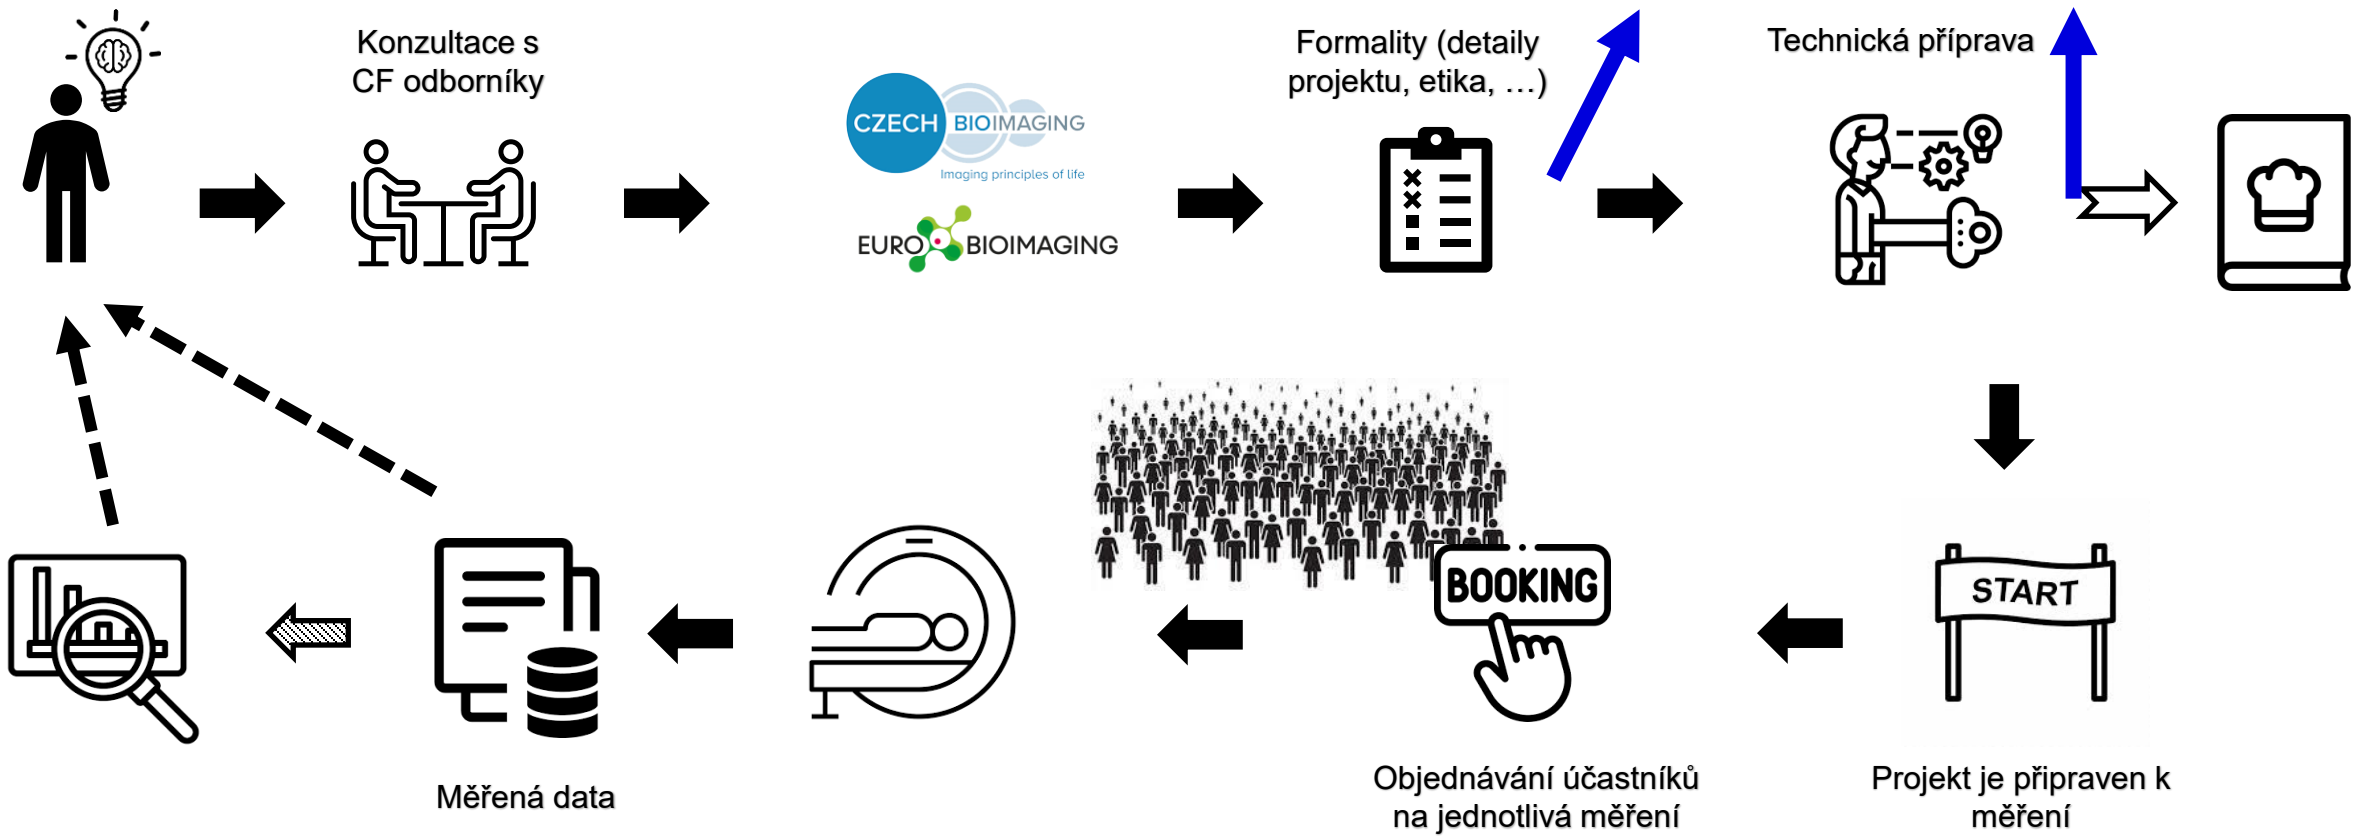 Konzultace s
CF odborníky
CZECH BIOIMAGING
Imaging principles of life
EURO BIOIMAGING
Formality (detaily
projektu, etika, …)
Technická příprava
BOOKING
START
Měřená data
Objednávání účastníků
na jednotlivá měření
Projekt je připraven k
měření